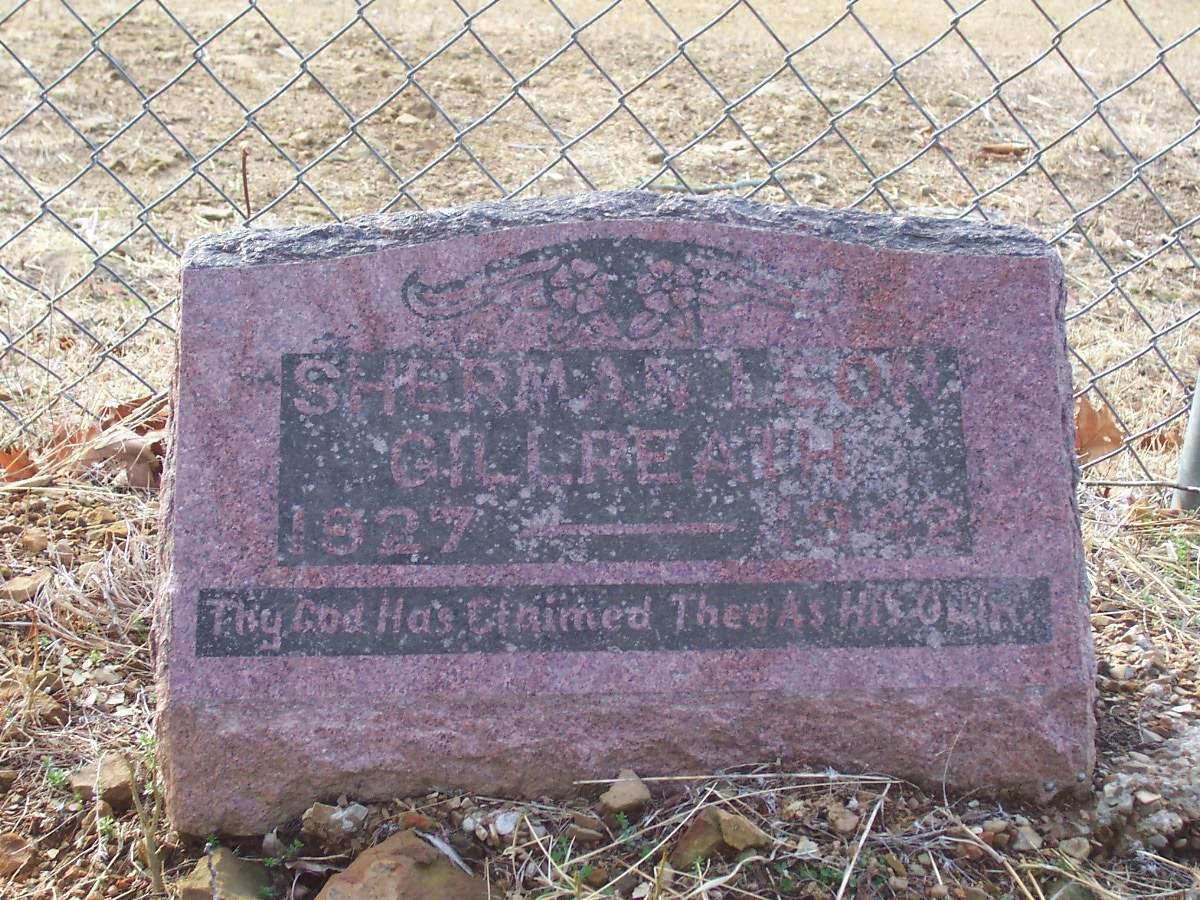 SHERMAN LEON
GILLREATH
1927 — 1942
Thy God Has Claimed Thee As His Own.